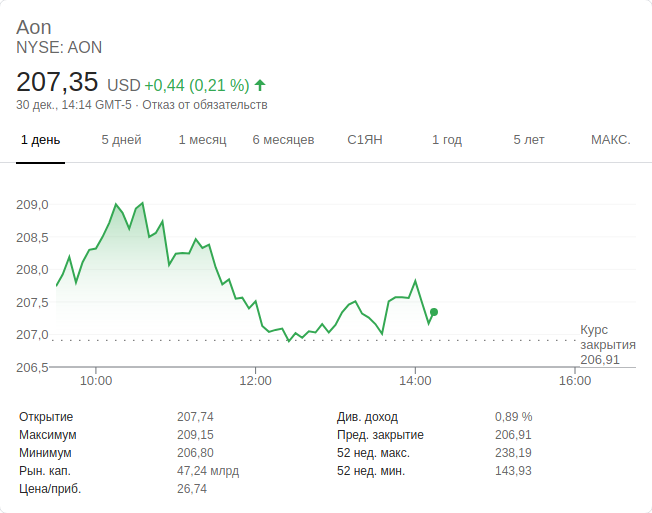 Aon
NYSE: AON
207,35 USD +0,44 (0,21 %)
30 дек., 14:14 GMT-5 · Отказ от обязательств
1 день 5 дней 1 месяц 6 месяцев С1ЯН 1 год 5 лет МАКС.
209,0
208,5
208,0
207,5
207,0
206,5
Курс
закрытия
206,91
10:00 12:00 14:00 16:00
Открытие 207,74 Див. доход 0,89 %
Максимум 209,15 Пред. закрытие 206,91
Минимум 206,80 52 нед. макс. 238,19
Рын. кап. 47,24 млрд 52 нед. мин. 143,93
Цена/приб. 26,74